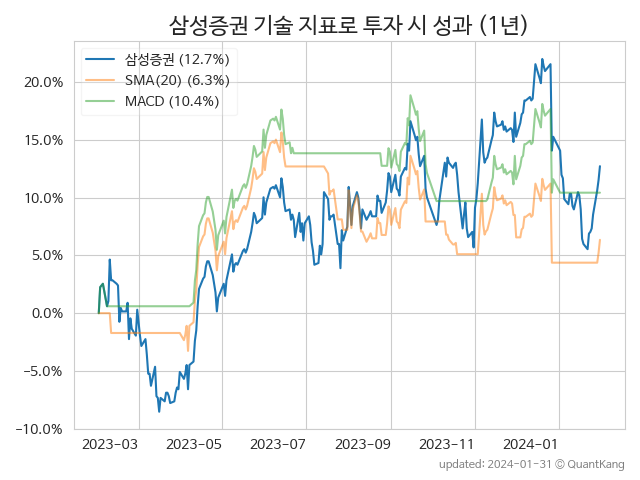 삼성증권 기술 지표로 투자 시 성과 (1년)
삼성증권 (12.7%)
SMA(20) (6.3%)
MACD (10.4%)
20.0%
15.0%
10.0%
5.0%
0.0%
−5.0%
−10.0%
2023-03 2023-05 2023-07 2023-09 2023-11 2024-01
updated: 2024-01-31 © QuantKang